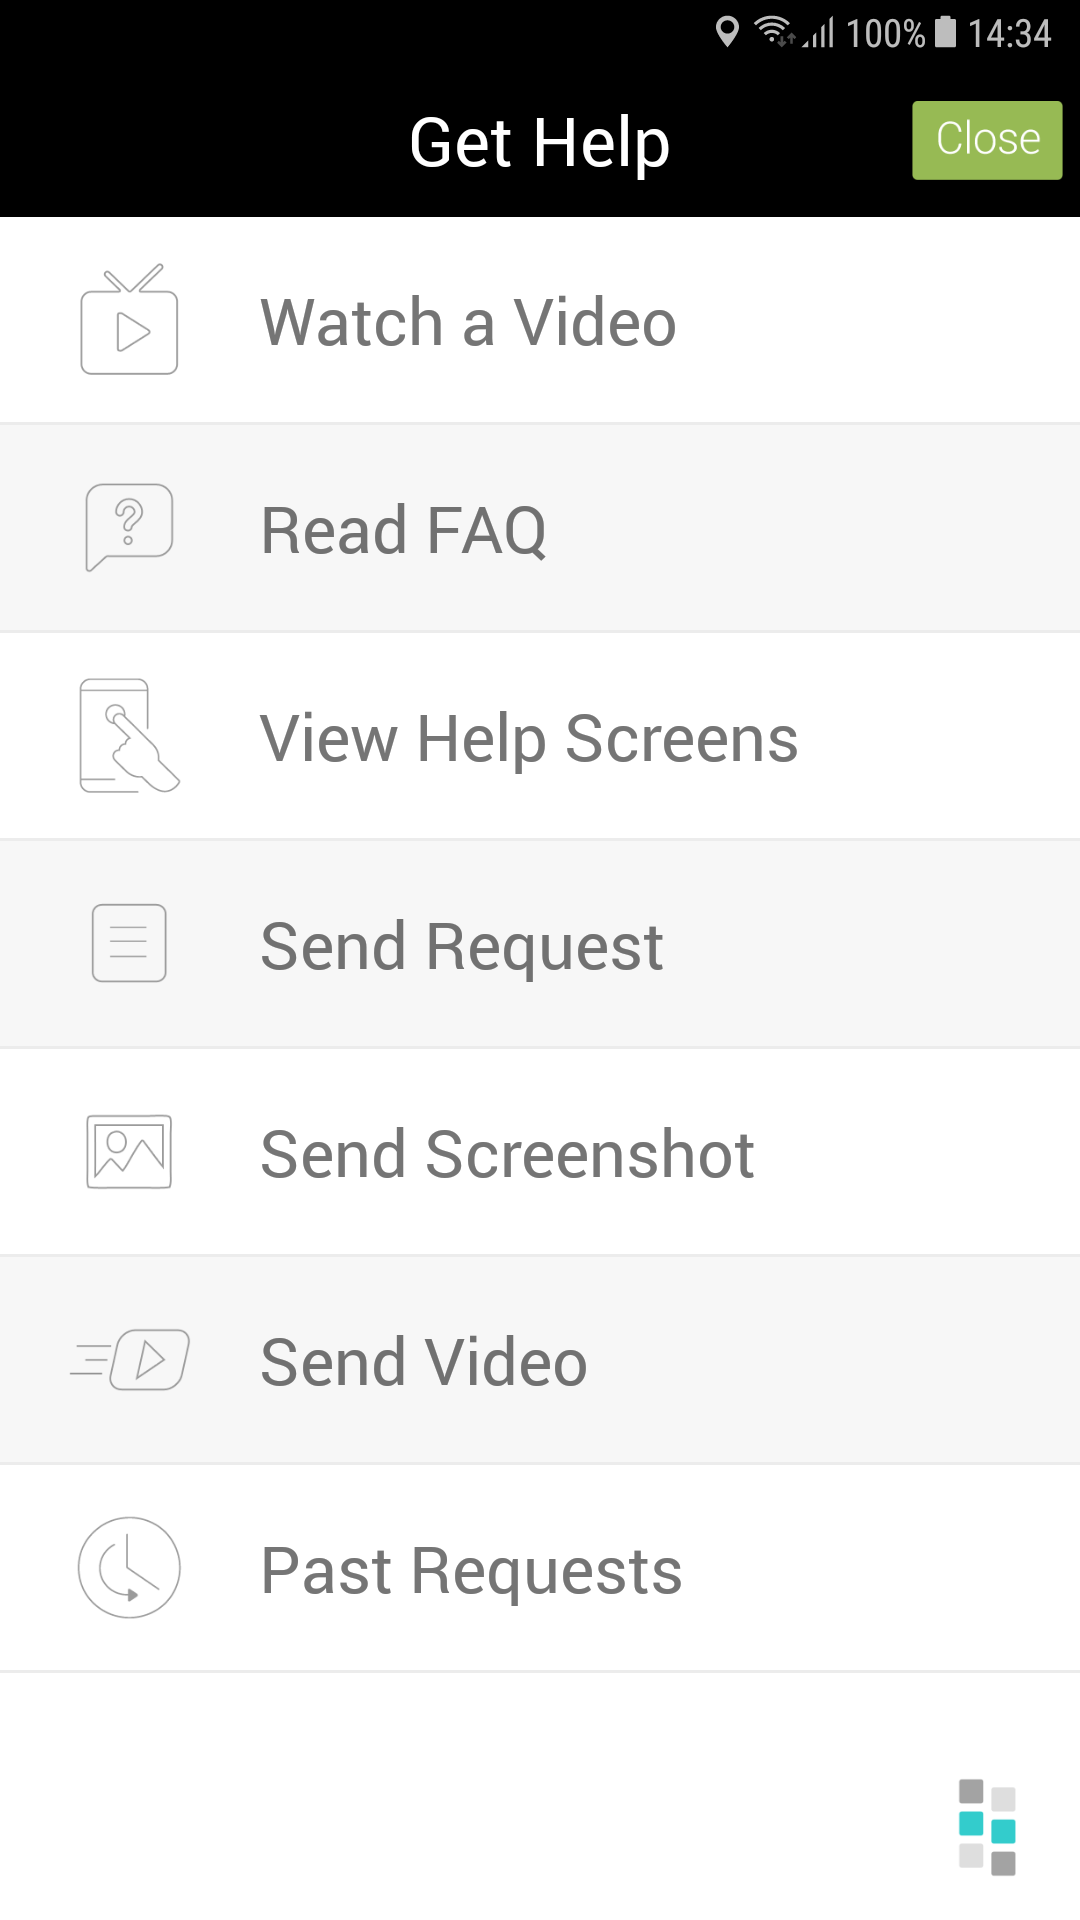 100% 14:34
Get Help
Close
Watch a Video
Read FAQ
View Help Screens
Send Request
Send Screenshot
Send Video
Past Requests